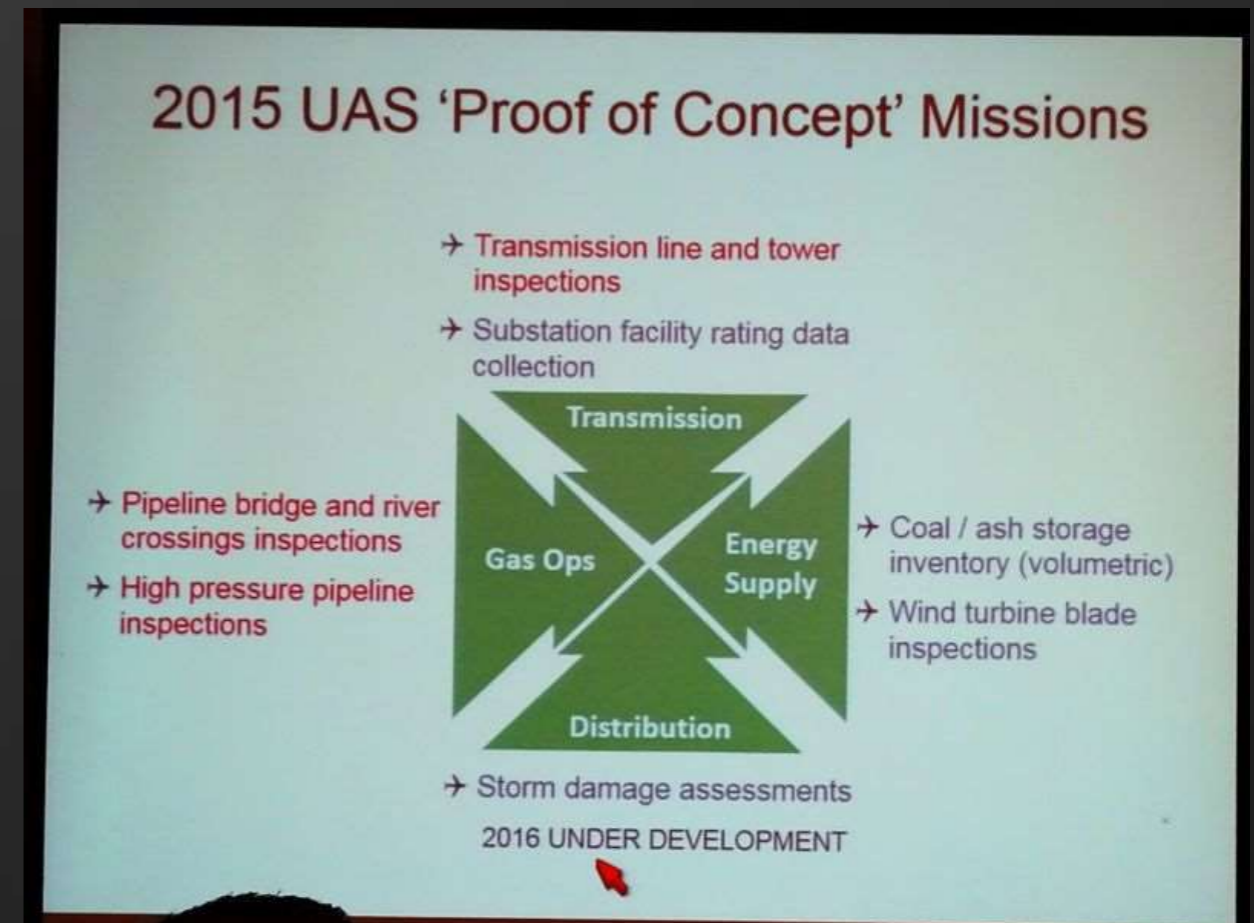 2015 UAS ‘Proof of Concept’ Missions
Transmission line and tower
inspections
Substation facility rating data
collection
Transmission
Pipeline bridge and river
crossings inspections
High pressure pipeline
inspections
Gas Ops
Energy
Supply
Coal / ash storage
inventory (volumetric)
Wind turbine blade
inspections
Distribution
Storm damage assessments
2016 UNDER DEVELOPMENT